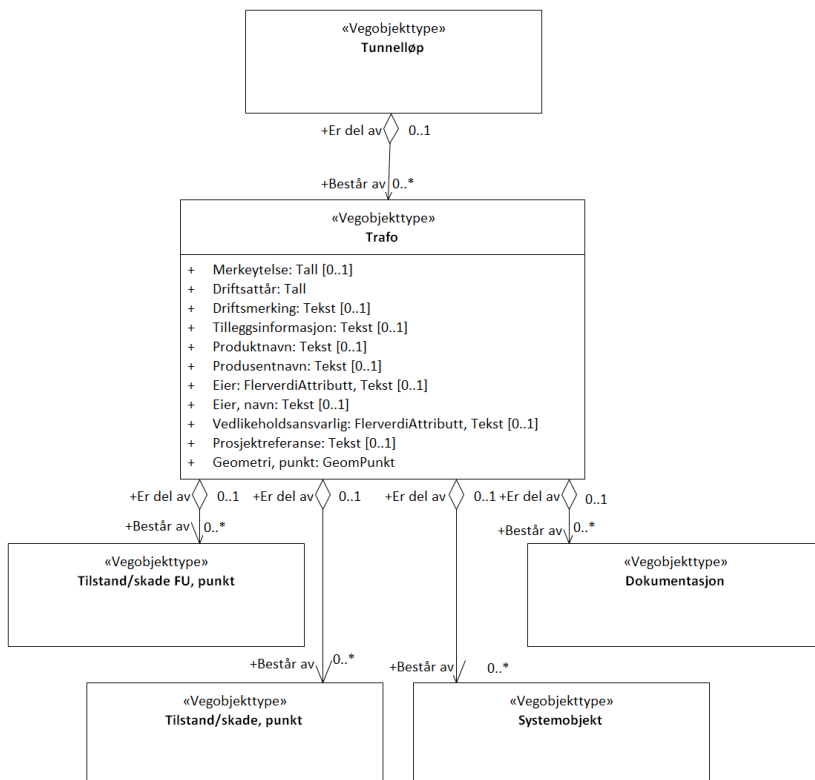 «Vegobjekttype»
Tunnelløp
+Er del av 0..1
+Består av 0..*
«Vegobjekttype»
Trafo
+ Merkeytelse: Tall [0..1]
+ Driftsattår: Tall
+ Driftsmerking: Tekst [0..1]
+ Tilleggsinformasjon: Tekst [0..1]
+ Produktnavn: Tekst [0..1]
+ Produsentnavn: Tekst [0..1]
+ Eier: FlerverdiAttributt, Tekst [0..1]
+ Eier, navn: Tekst [0..1]
+ Vedlikeholdsansvarlig: FlerverdiAttributt, Tekst [0..1]
+ Prosjektreferanse: Tekst [0..1]
+ Geometri, punkt: GeomPunkt
+Er del av 0..1 +Er del av 0..1 +Er del av 0..1 +Er del av 0..1
+Består av 0..* +Består av 0..*
«Vegobjekttype» «Vegobjekttype»
Tilstand/skade FU, punkt Dokumentasjon
+Består av 0..* +Består av 0..*
«Vegobjekttype» «Vegobjekttype»
Tilstand/skade, punkt Systemobjekt